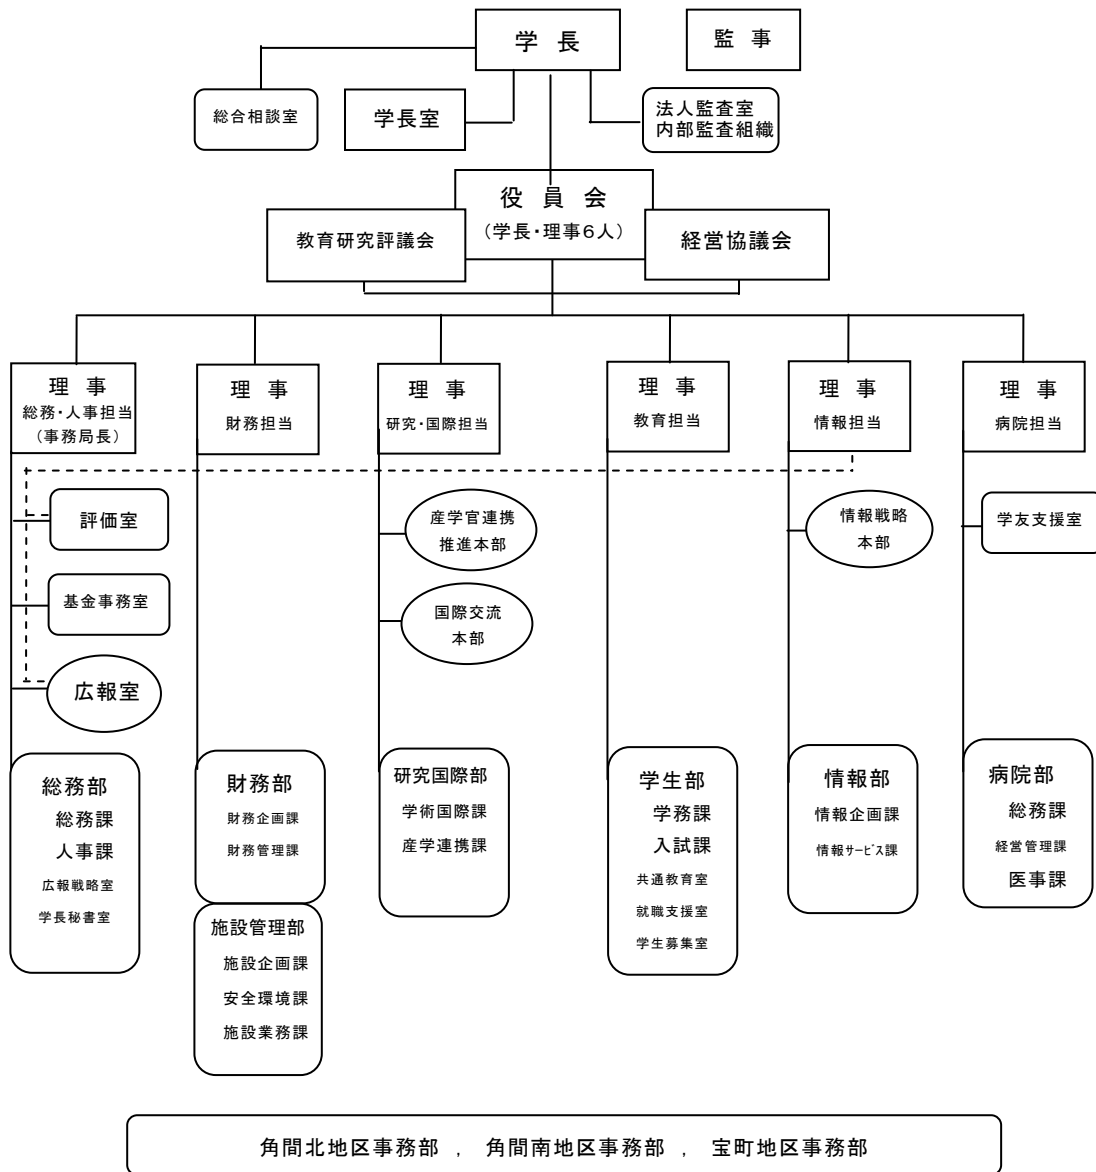 学 長
監 事
総合相談室
学長室
法人監査室
内部監査組織
役 員 会
(学長・理事6人)
教育研究評議会
経営協議会
理 事
総務・人事担当
(事務局長)
理 事
財務担当
理 事
研究・国際担当
理 事
教育担当
理 事
情報担当
理 事
病院担当
評価室
基金事務室
広報室
産学官連携
推進本部
国際交流
本部
情報戦略
本部
学友支援室
総務部
総務課
人事課
広報戦略室
学長秘書室
財務部
財務企画課
財務管理課
施設管理部
施設企画課
安全環境課
施設業務課
研究国際部
学術国際課
産学連携課
学生部
学務課
入試課
共通教育室
就職支援室
学生募集室
情報部
情報企画課
情報サービス課
病院部
総務課
経営管理課
医事課
角間北地区事務部 , 角間南地区事務部 , 宝町地区事務部